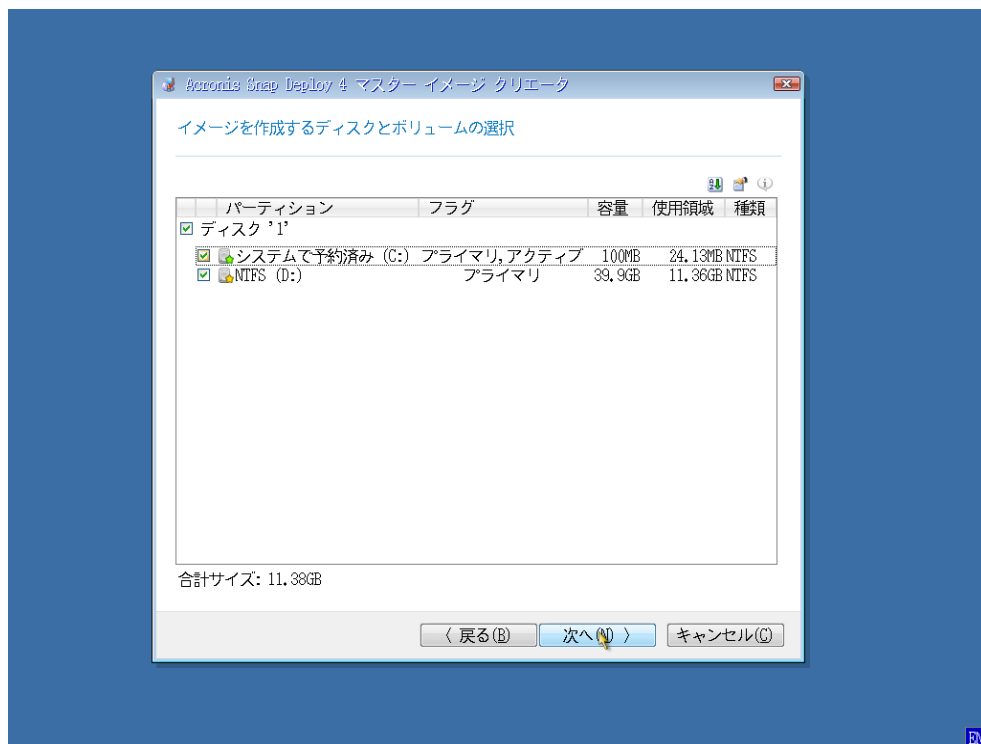 Acronis Snap Deploy 4 マスター イメージ クリエータ
イメージを作成するディスクとボリュームの選択
パーティション フラグ 容量 使用領域 種類
ディスク '1'
システムで予約済み (C:) プライマリ,アクティブ 100MB 24.13MB NTFS
NTFS (D:) プライマリ 39.9GB 11.36GB NTFS
合計サイズ: 11.38GB
〈 戻る(B) 次へ(N) 〉 キャンセル(C)
EN